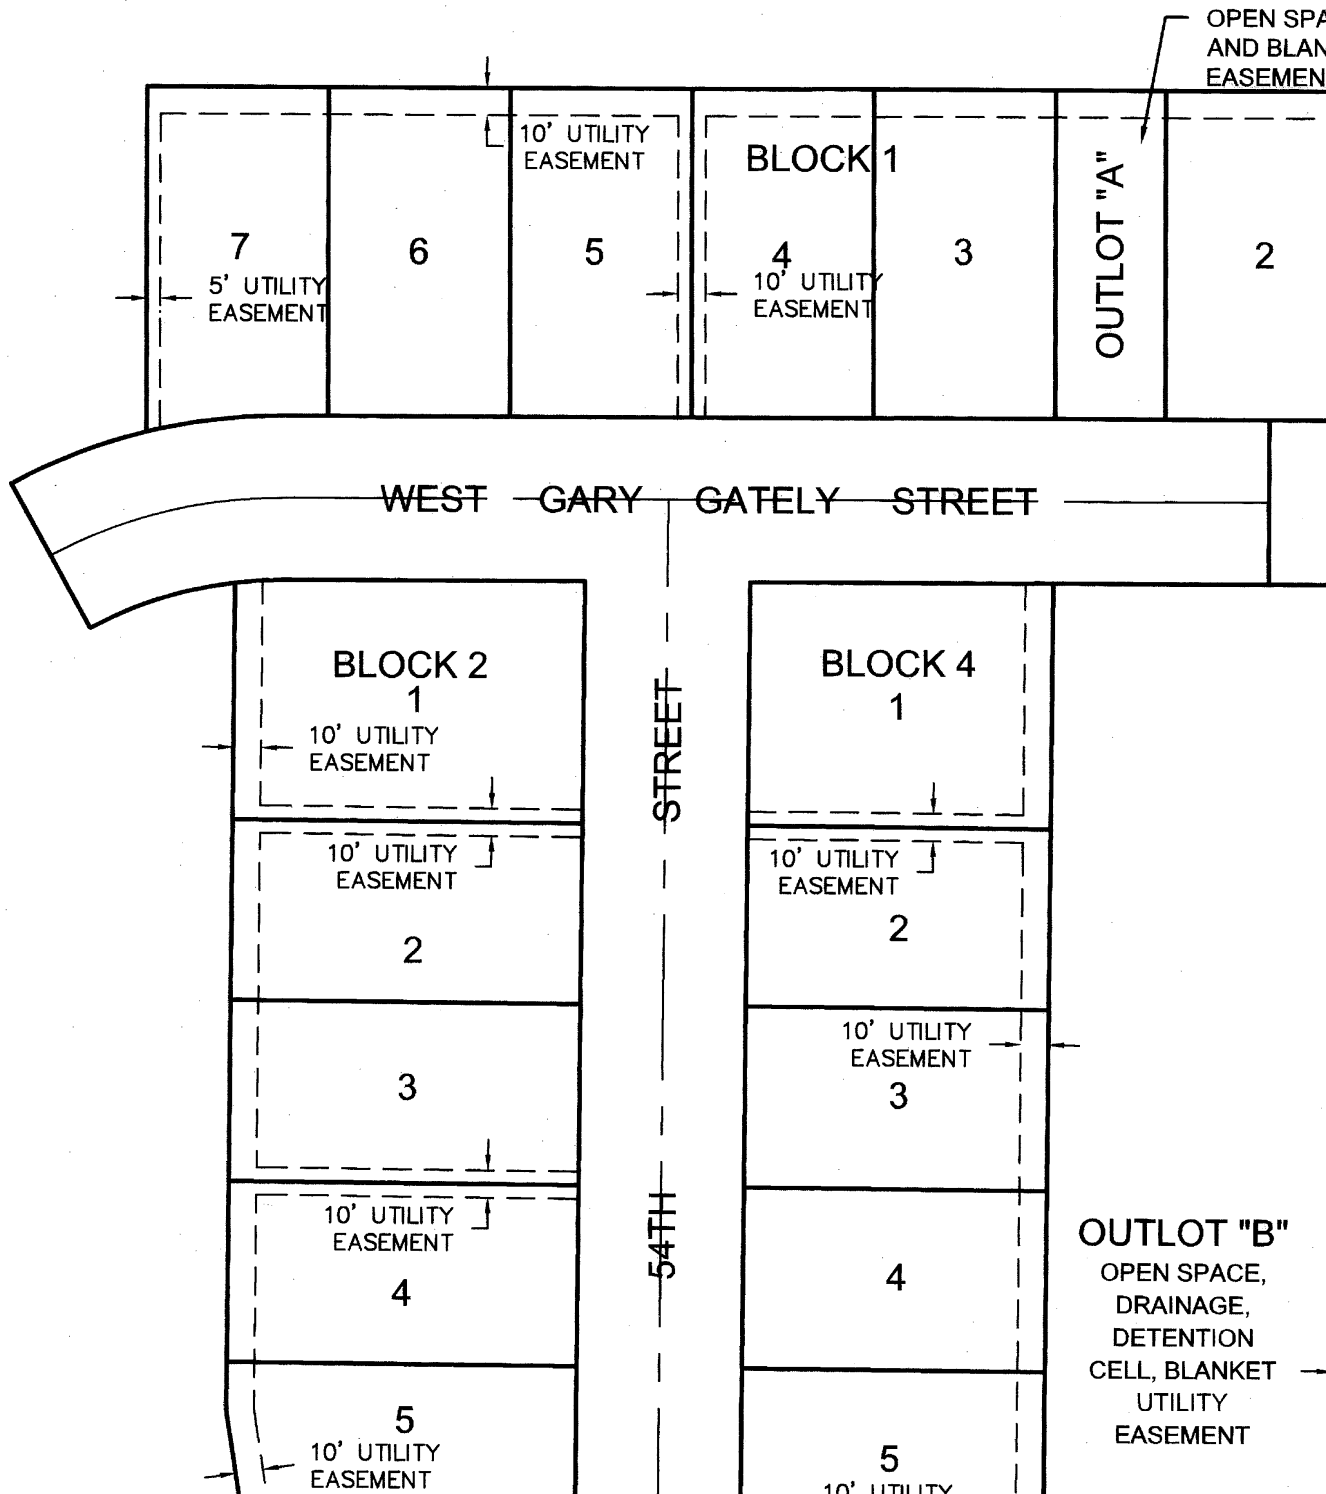 10' UTILITY
EASEMENT
BLOCK 1
7
6
5
4
3
OUTLOT "A"
2
5' UTILITY
EASEMENT
10' UTILITY
EASEMENT
WEST GARY GATELY STREET
BLOCK 2
1
10' UTILITY
EASEMENT
BLOCK 4
1
54TH STREET
10' UTILITY
EASEMENT
2
10' UTILITY
EASEMENT
2
3
10' UTILITY
EASEMENT
3
10' UTILITY
EASEMENT
4
4
OUTLOT "B"
OPEN SPACE,
DRAINAGE,
DETENTION
CELL, BLANKET
UTILITY
EASEMENT
5
10' UTILITY
EASEMENT
5
10' UTILITY
OPEN
AND